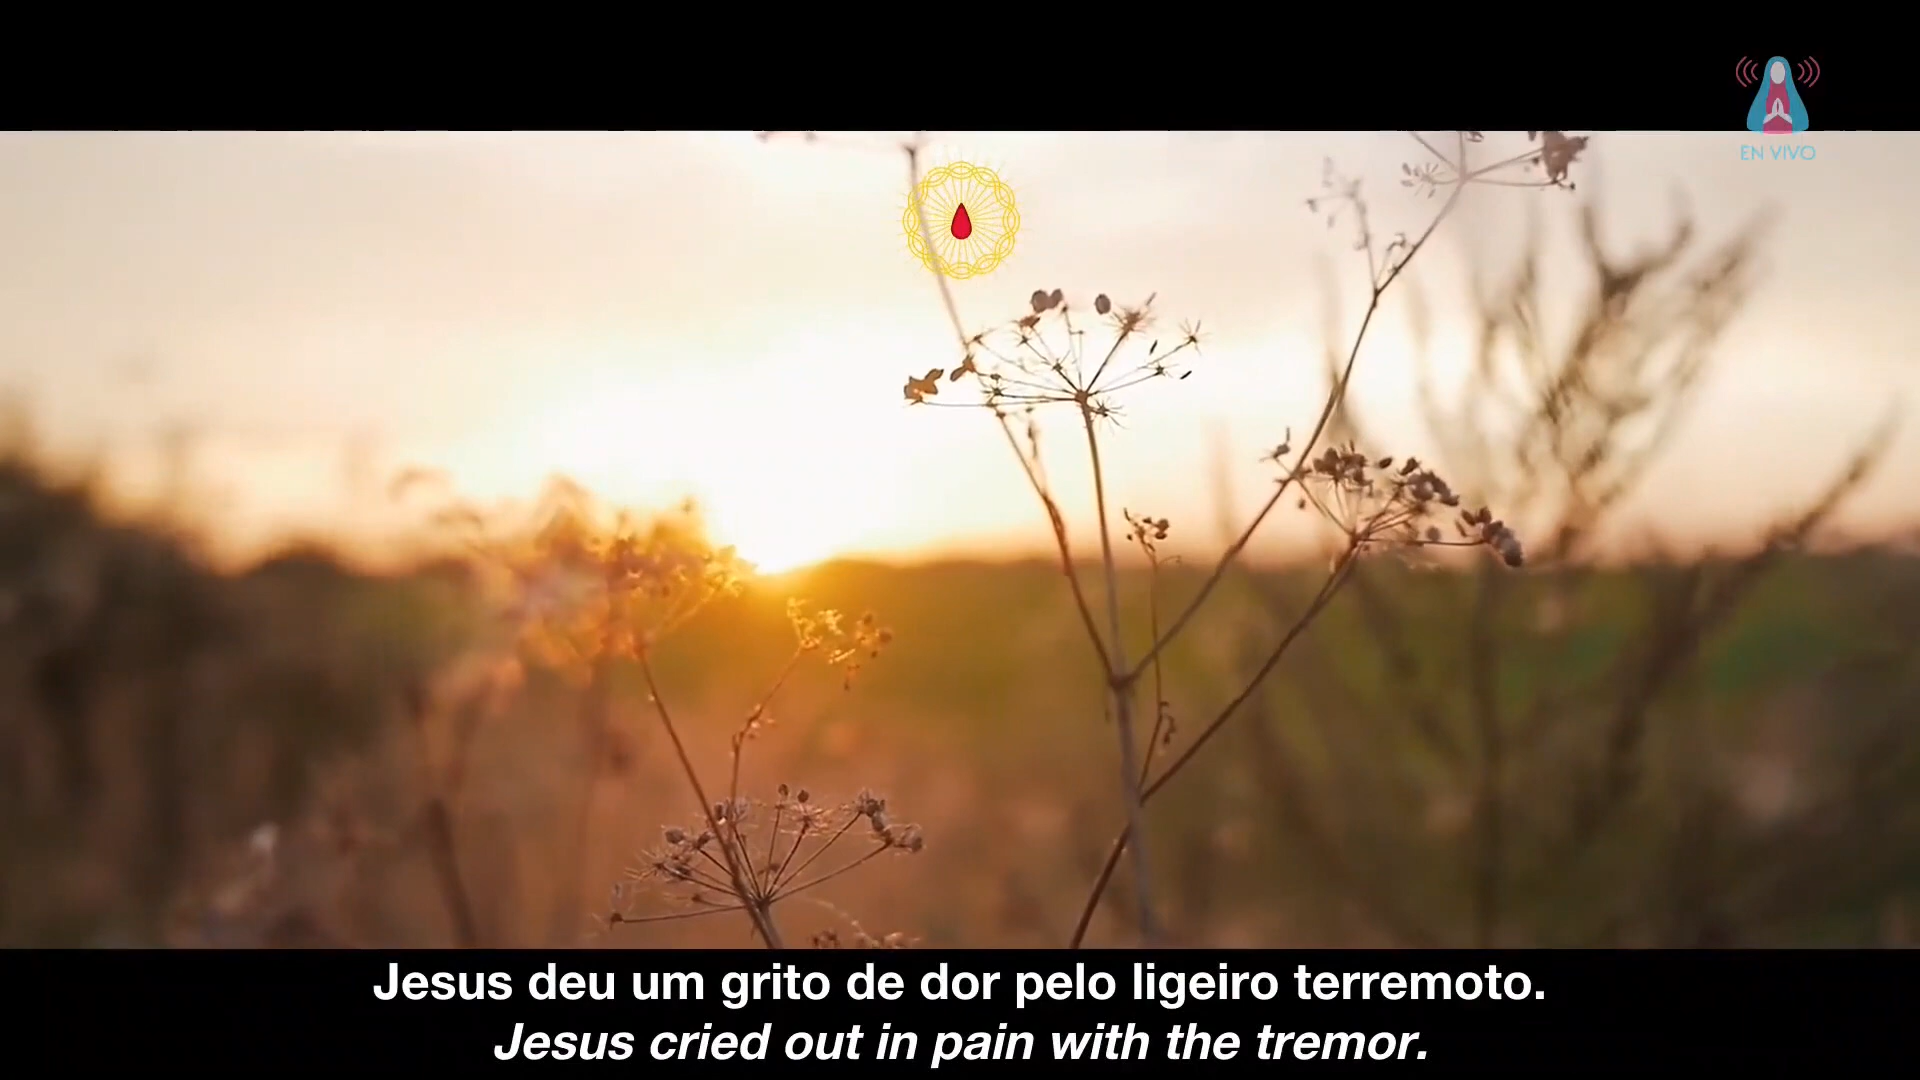 EN VIVO
Jesus deu um grito de dor pelo ligeiro terremoto.
Jesus cried out in pain with the tremor.